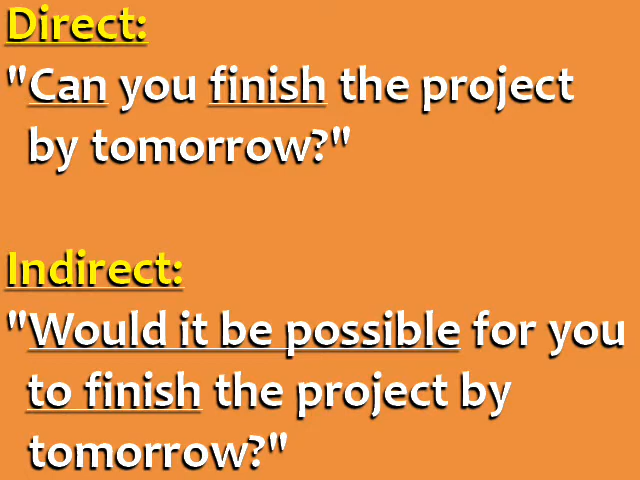 Direct:
"Can you finish the project
by tomorrow?"
Indirect:
"Would it be possible for you
to finish the project by
tomorrow?"